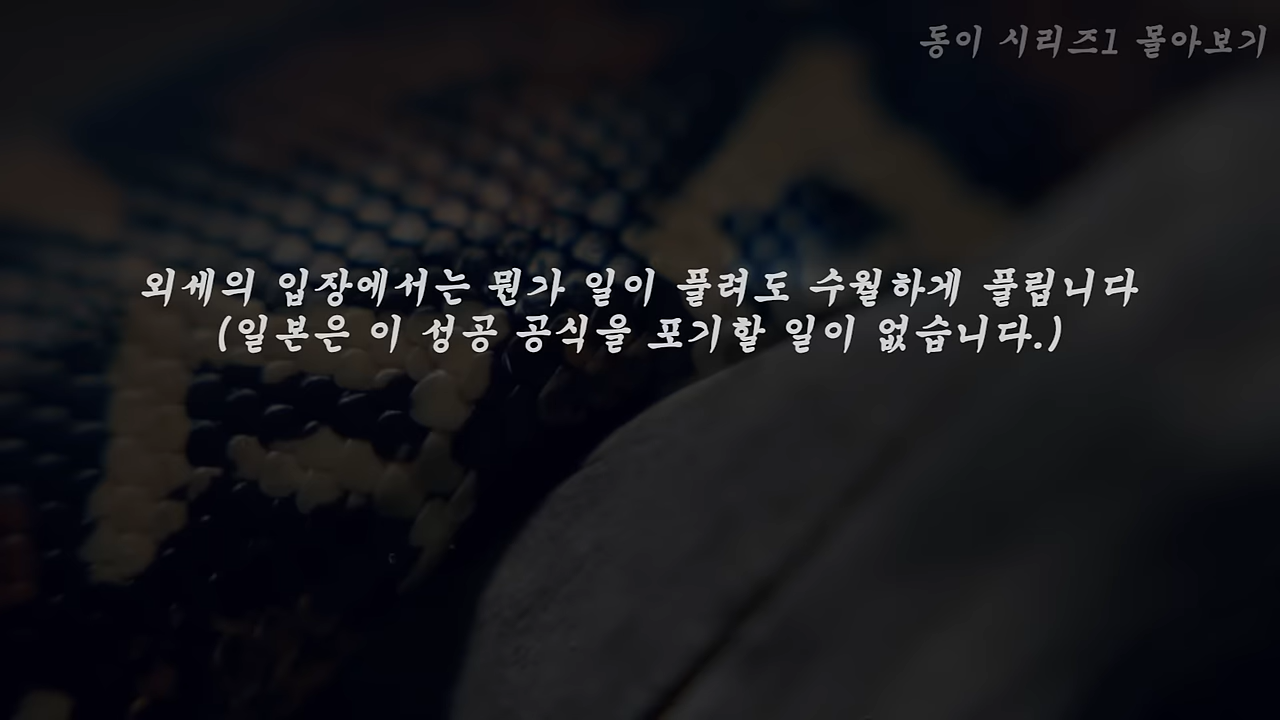 동이 시리즈1 몰아보기
외세의 입장에서는 뭔가 일이 풀려도 수월하게 풀립니다
(일본은 이 성공 공식을 포기할 일이 없습니다.)